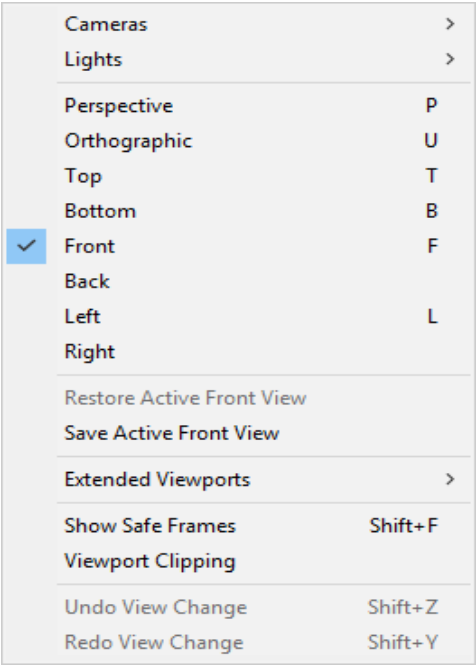 Cameras >
Lights >
Perspective P
Orthographic U
Top T
Bottom B
Front F
Back
Left L
Right
Restore Active Front View
Save Active Front View
Extended Viewports >
Show Safe Frames Shift+F
Viewport Clipping
Undo View Change Shift+Z
Redo View Change Shift+Y